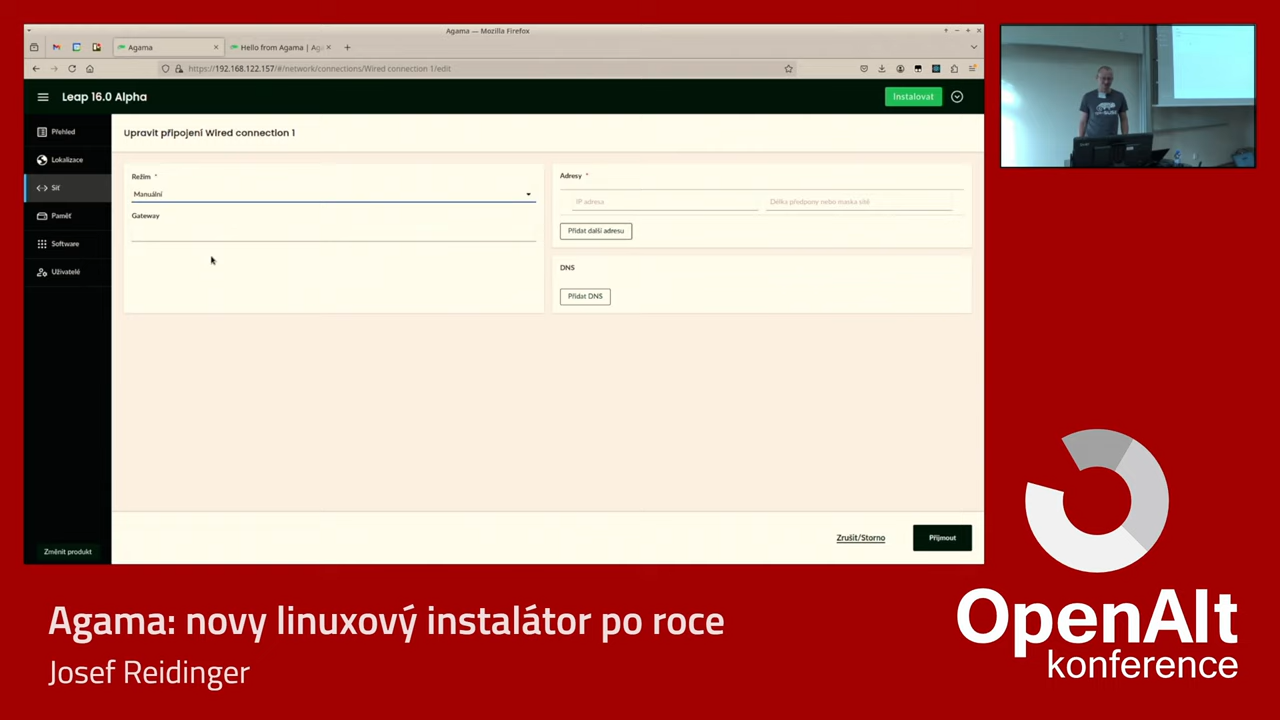 Agama — Mozilla Firefox
Agama
Hello from Agama | Aga
https://192.168.122.157/#/network/connections/Wired connection 1/edit
Leap 16.0 Alpha
Instalovat
Přehled
Lokalizace
Síť
Paměť
Software
Uživatelé
Změnit produkt
Upravit připojení Wired connection 1
Režim *
Manuální
Gateway
Adresy *
IP adresa
Délka předpony nebo maska sítě
Přidat další adresu
DNS
Přidat DNS
Zrušit/Storno
Přijmout
Agama: novy linuxový instalátor po roce
Josef Reidinger
OpenAlt
konference